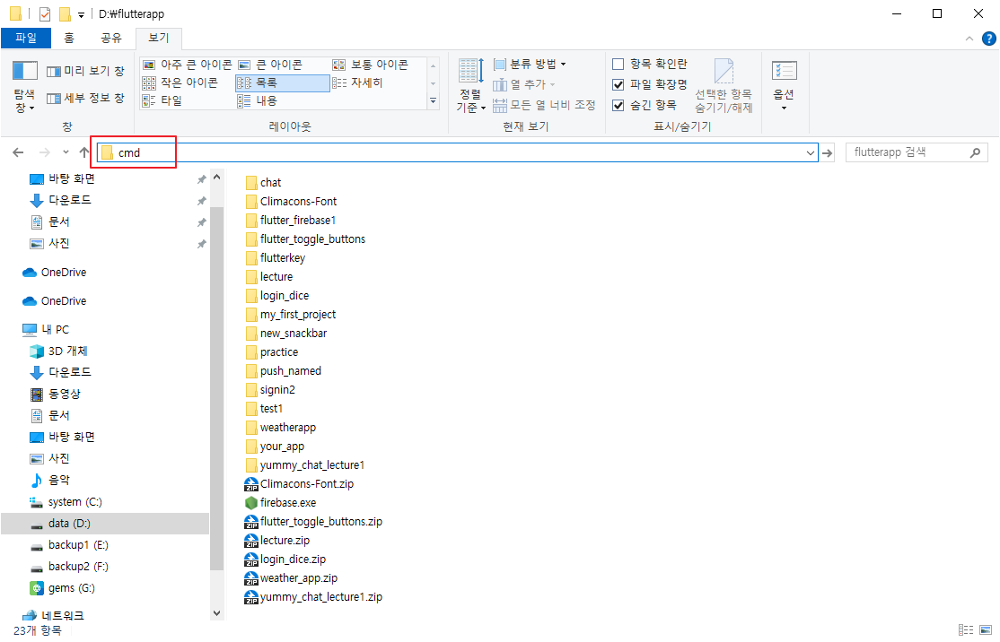 D:₩flutterapp
파일 홈 공유 보기
미리 보기 창
세부 정보 창
탐색 창
창
아주 큰 아이콘 큰 아이콘 보통 아이콘
작은 아이콘 목록 자세히
타일 내용
레이아웃
정렬 기준
분류 방법
열 추가
모든 열 너비 조정
현재 보기
항목 확인란
파일 확장명
숨긴 항목
선택한 항목
숨기기/해제
표시/숨기기
옵션
cmd
flutterapp 검색
바탕 화면
다운로드
문서
사진
OneDrive
OneDrive
내 PC
3D 개체
다운로드
동영상
문서
바탕 화면
사진
음악
system (C:)
data (D:)
backup1 (E:)
backup2 (F:)
gems (G:)
네트워크
chat
Climacons-Font
flutter_firebase1
flutter_toggle_buttons
flutterkey
lecture
login_dice
my_first_project
new_snackbar
practice
push_named
signin2
test1
weatherapp
your_app
yummy_chat_lecture1
ZIP Climacons-Font.zip
firebase.exe
ZIP flutter_toggle_buttons.zip
ZIP lecture.zip
ZIP login_dice.zip
ZIP weather_app.zip
ZIP yummy_chat_lecture1.zip
23개 항목